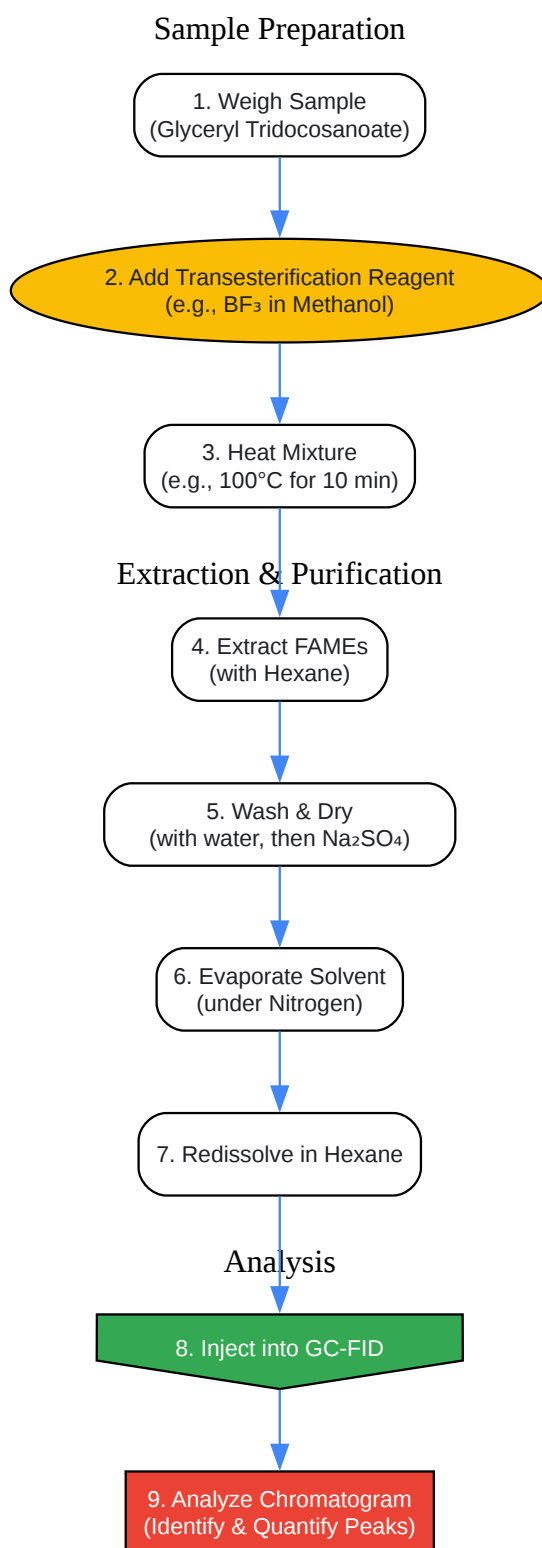 Sample Preparation
1. Weigh Sample
(Glyceryl Tridocosanoate)
2. Add Transesterification Reagent
(e.g., BF₃ in Methanol)
3. Heat Mixture
(e.g., 100°C for 10 min)
Extraction & Purification
4. Extract FAMEs
(with Hexane)
5. Wash & Dry
(with water, then Na₂SO₄)
6. Evaporate Solvent
(under Nitrogen)
7. Redissolve in Hexane
Analysis
8. Inject into GC-FID
9. Analyze Chromatogram
(Identify & Quantify Peaks)